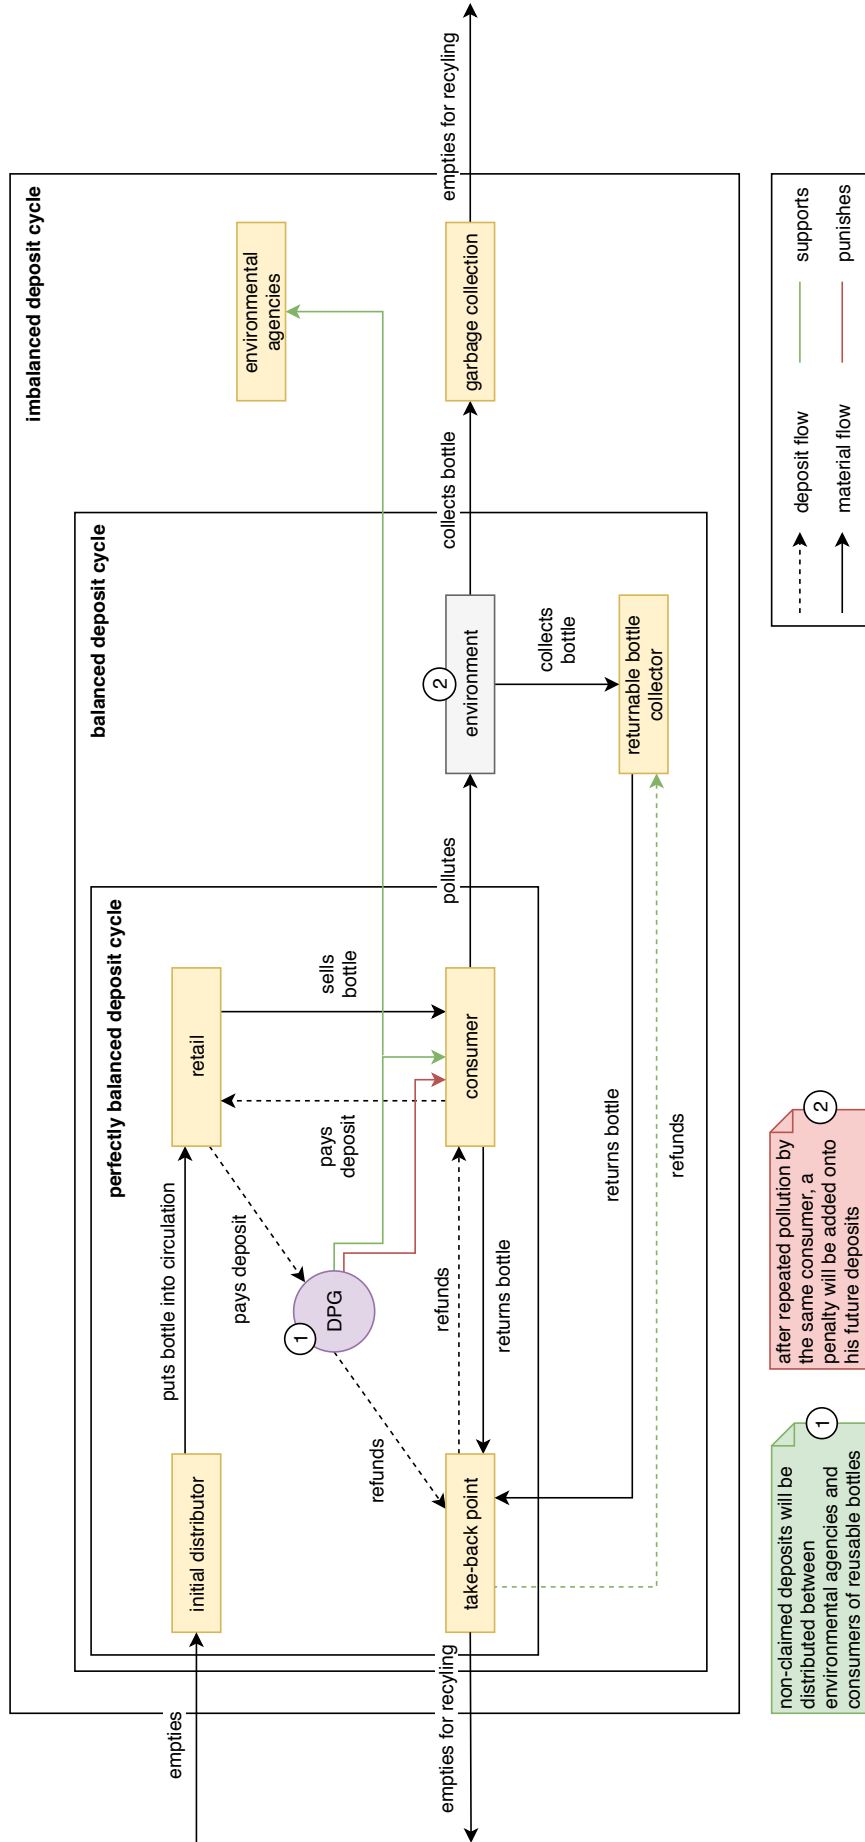 imbalanced deposit cycle
balanced deposit cycle
perfectly balanced deposit cycle
empties
initial distributor
puts bottle into circulation
retail
environmental
agencies
pays deposit
1
DPG
refunds
pays
deposit
sells
bottle
empties for recyling
take-back point
refunds
returns bottle
consumer
pollutes
2
environment
collects bottle
garbage collection
empties for recyling
collects
bottle
returns bottle
returnable bottle
collector
refunds
non-claimed deposits will be
distributed between
environmental agencies and
consumers of reusable bottles
1
after repeated pollution by
the same consumer, a
penalty will be added onto
his future deposits
2
deposit flow
supports
material flow
punishes